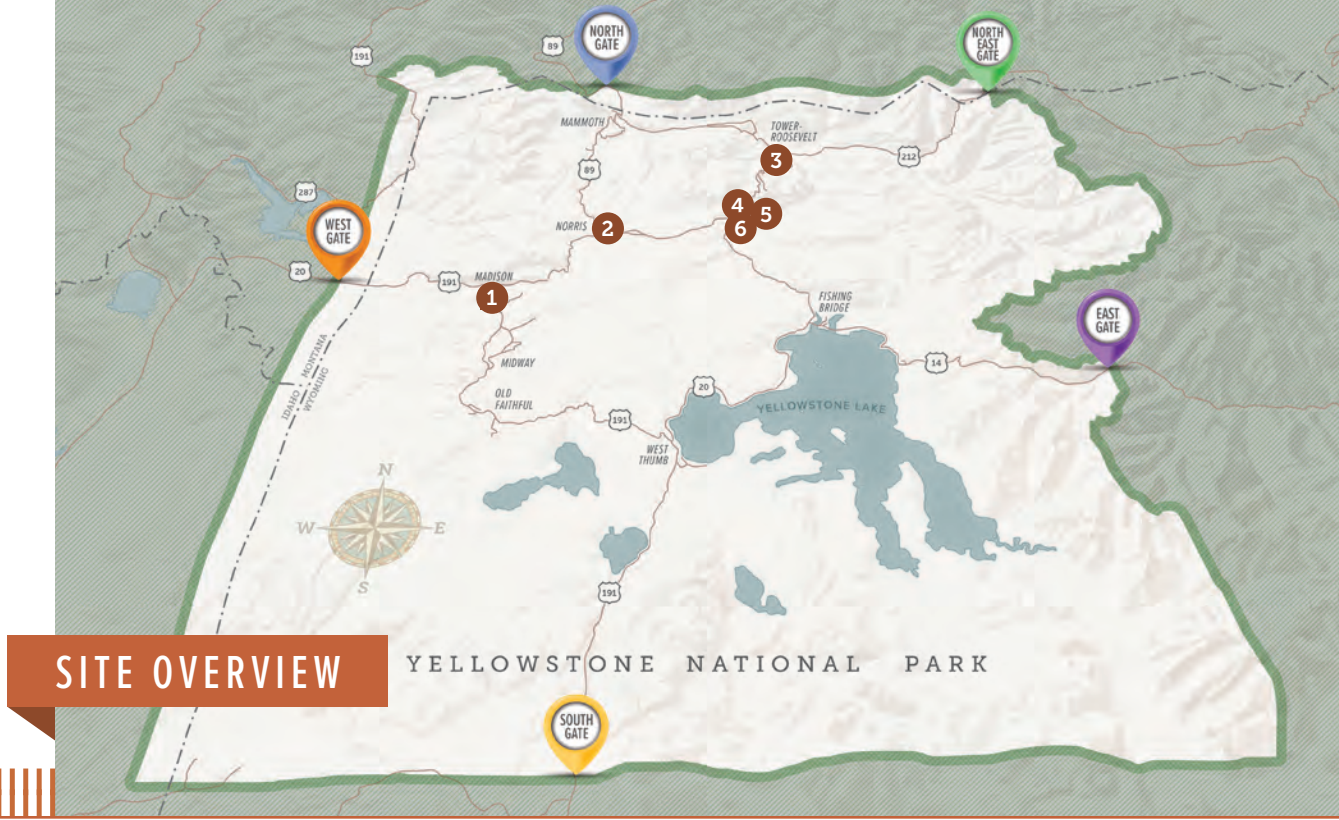 191
89
NORTH
GATE
NORTH
EAST
GATE
MAMMOTH
TOWER-
ROOSEVELT
3
212
89
287
WEST
GATE
4
5
6
NORRIS
2
20
191
MADISON
1
FISHING
BRIDGE
EAST
GATE
IDAHO
MONTANA
WYOMING
MIDWAY
14
OLD
FAITHFUL
20
YELLOWSTONE LAKE
191
WEST
THUMB
N
W
E
S
191
SITE OVERVIEW
YELLOWSTONE NATIONAL PARK
SOUTH
GATE